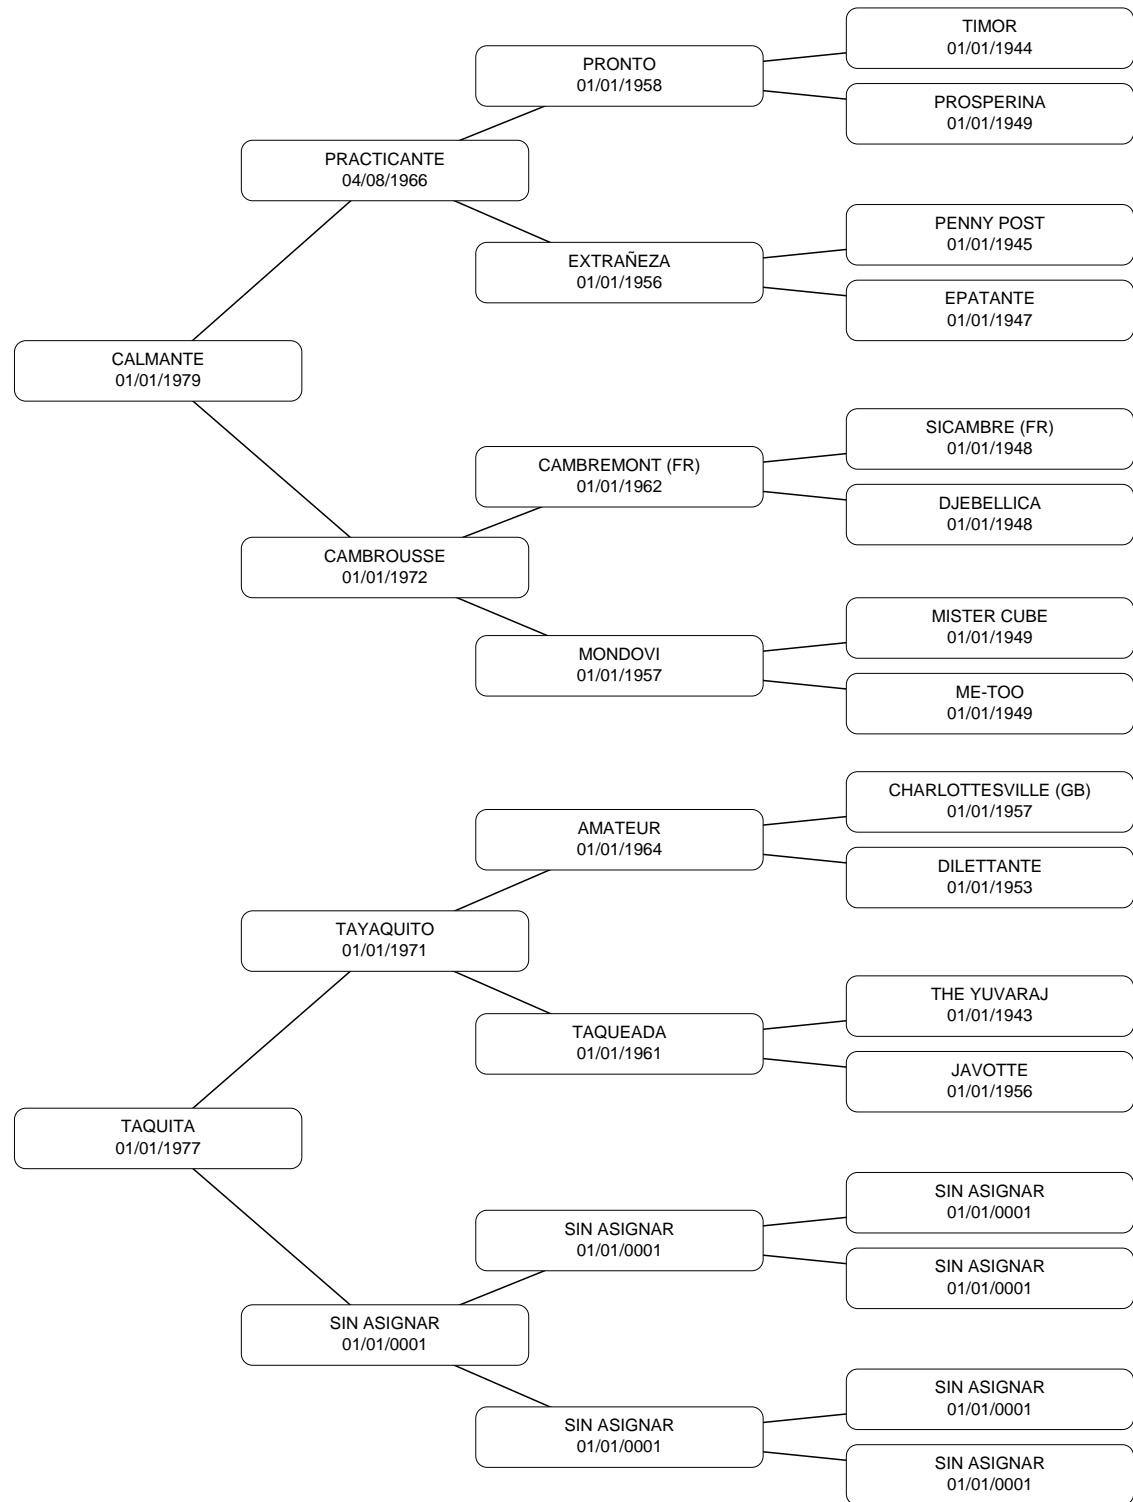 TIMOR
01/01/1944
PRONTO
01/01/1958
PROSPERINA
01/01/1949
PRACTICANTE
04/08/1966
PENNY POST
01/01/1945
EXTRAÑEZA
01/01/1956
EPATANTE
01/01/1947
CALMANTE
01/01/1979
SICAMBRE (FR)
01/01/1948
CAMBREMONT (FR)
01/01/1962
DJEBELLICA
01/01/1948
CAMBROUSSE
01/01/1972
MISTER CUBE
01/01/1949
MONDOVI
01/01/1957
ME-TOO
01/01/1949
CHARLOTTESVILLE (GB)
01/01/1957
AMATEUR
01/01/1964
DILETTANTE
01/01/1953
TAYAQUITO
01/01/1971
THE YUVARAJ
01/01/1943
TAQUEADA
01/01/1961
JAVOTTE
01/01/1956
TAQUITA
01/01/1977
SIN ASIGNAR
01/01/0001
SIN ASIGNAR
01/01/0001
SIN ASIGNAR
01/01/0001
SIN ASIGNAR
01/01/0001
SIN ASIGNAR
01/01/0001
SIN ASIGNAR
01/01/0001
SIN ASIGNAR
01/01/0001